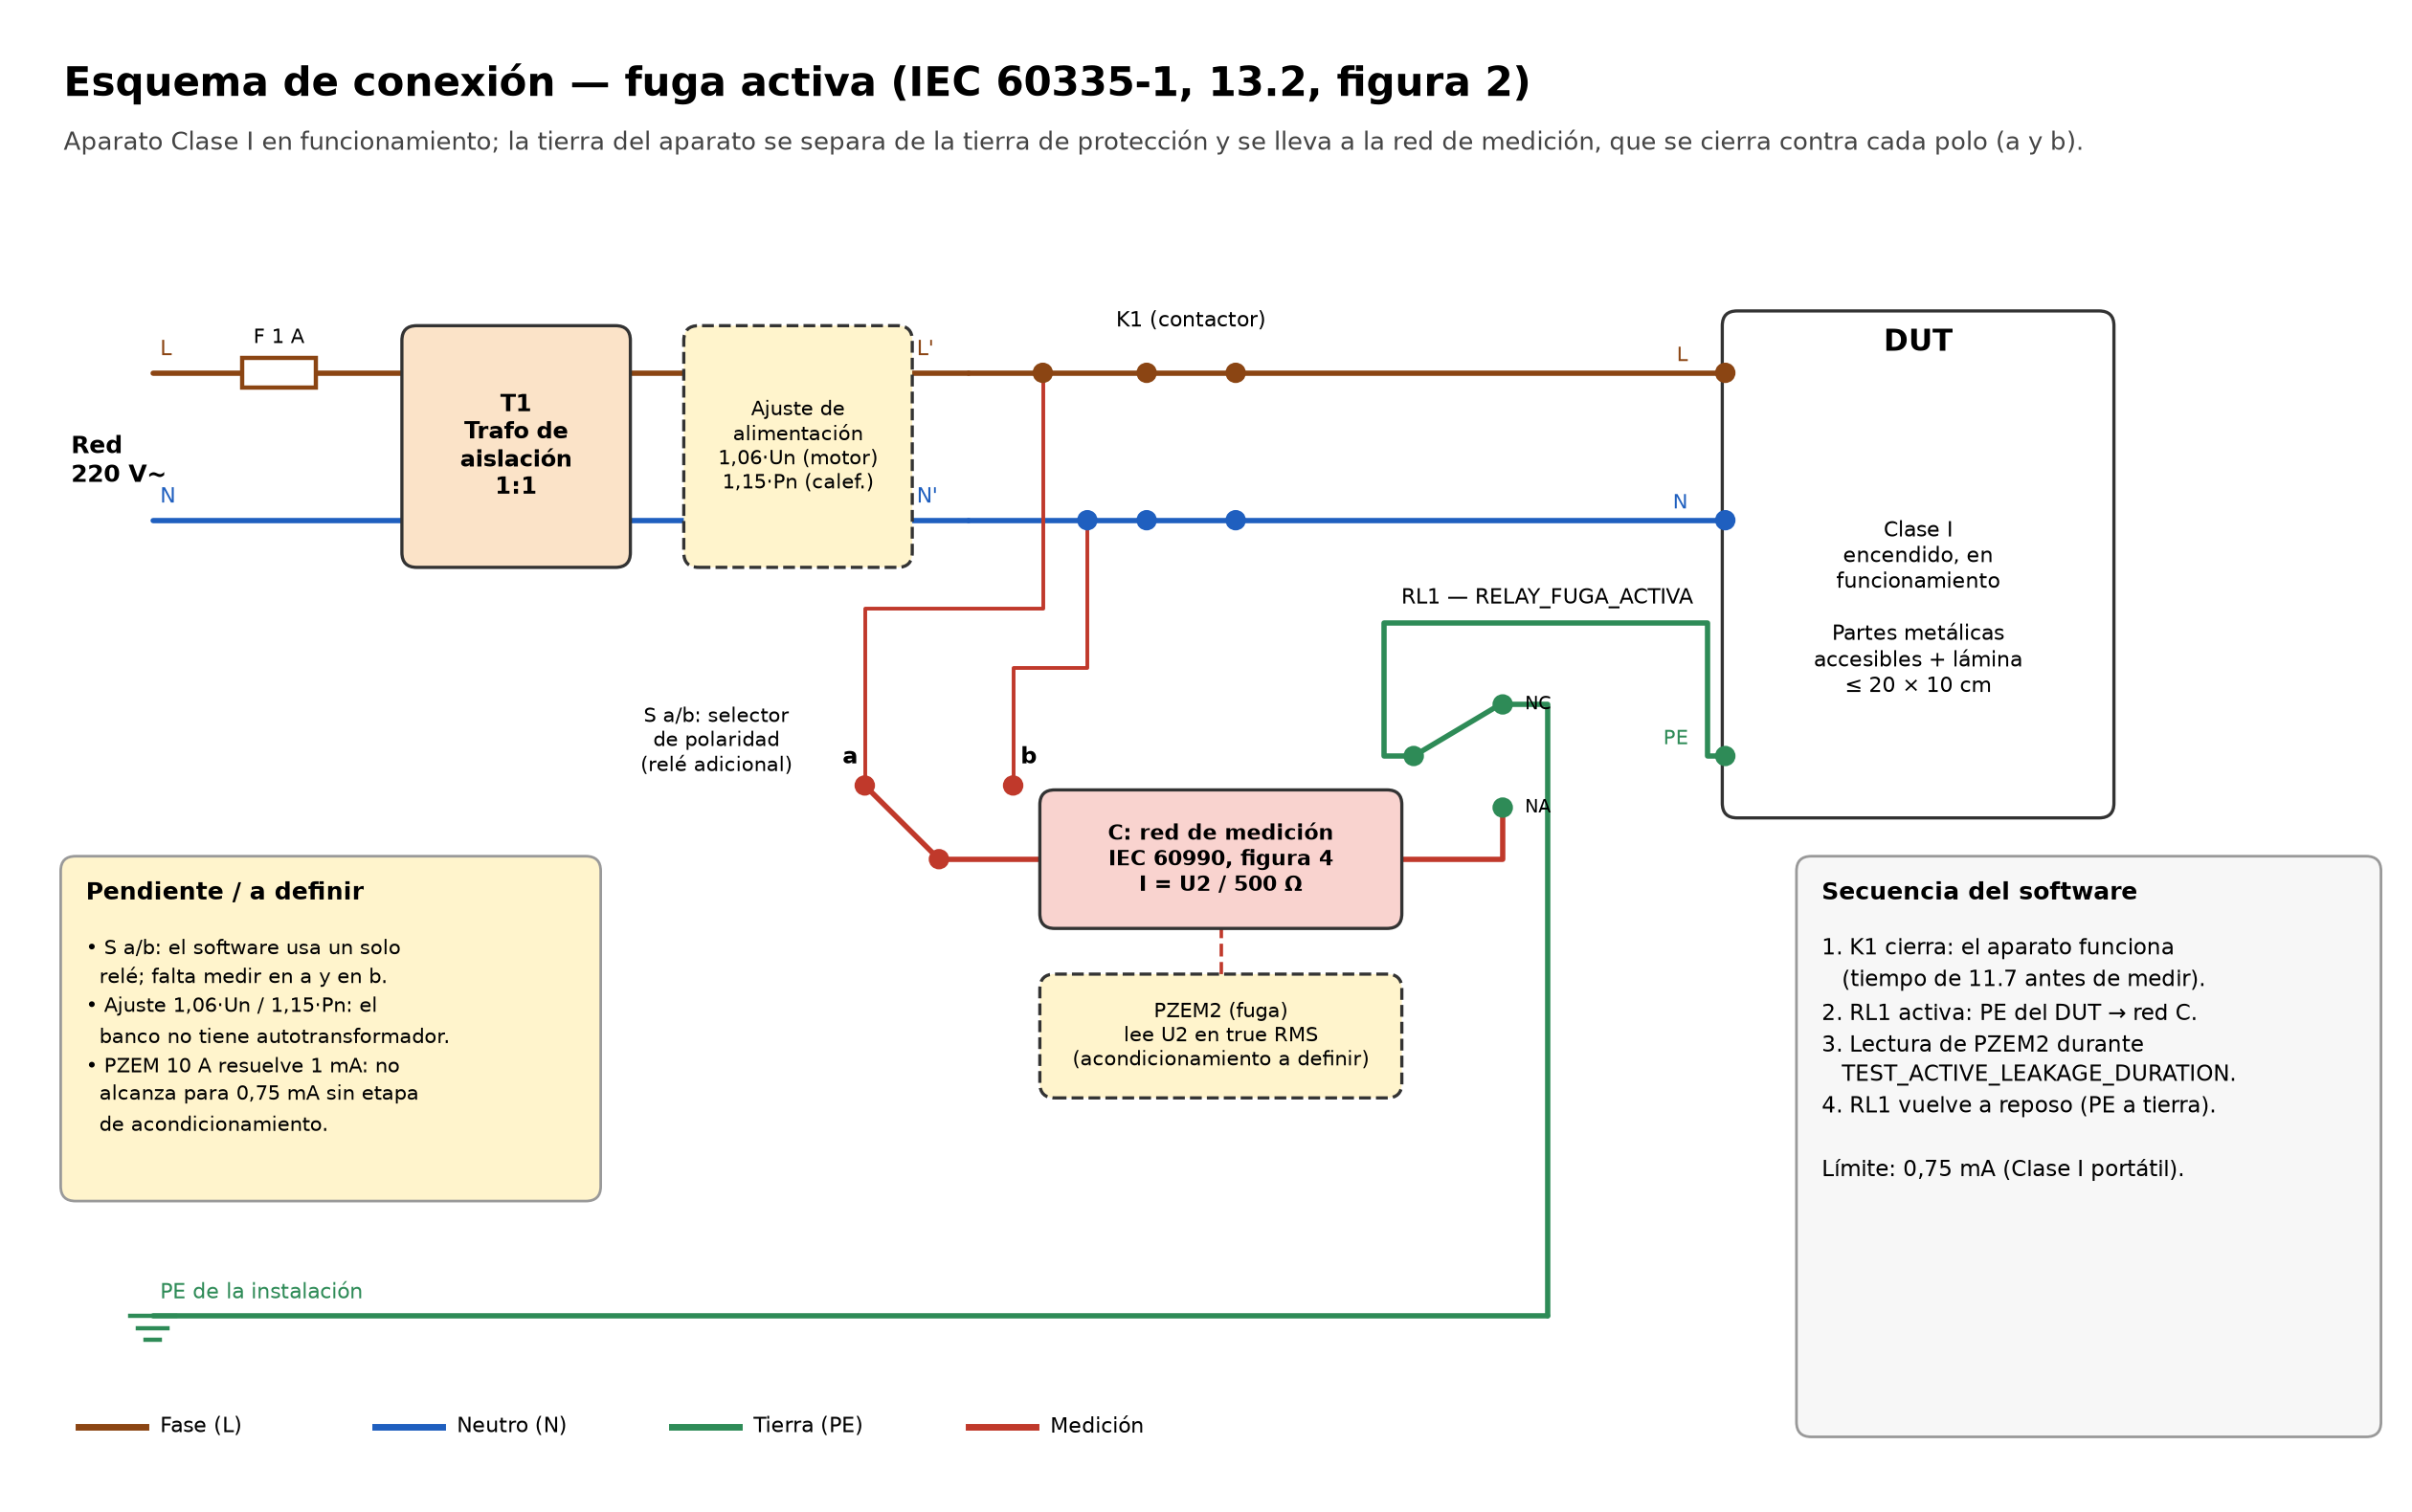 Esquema de conexión — fuga activa (IEC 60335-1, 13.2, figura 2)
Aparato Clase I en funcionamiento; la tierra del aparato se separa de la tierra de protección y se lleva a la red de medición, que se cierra contra cada polo (a y b).
K1 (contactor)
F 1 A
L
Red
220 V~
N
T1
Trafo de
aislación
1:1
Ajuste de
alimentación
1,06·Un (motor)
1,15·Pn (calef.)
L'
N'
L
N
PE
DUT
Clase I
encendido, en
funcionamiento
Partes metálicas
accesibles + lámina
≤ 20 × 10 cm
RL1 — RELAY_FUGA_ACTIVA
NC
NA
S a/b: selector
de polaridad
(relé adicional)
a
b
C: red de medición
IEC 60990, figura 4
I = U2 / 500 Ω
PZEM2 (fuga)
lee U2 en true RMS
(acondicionamiento a definir)
Pendiente / a definir
• S a/b: el software usa un solo
relé; falta medir en a y en b.
• Ajuste 1,06·Un / 1,15·Pn: el
banco no tiene autotransformador.
• PZEM 10 A resuelve 1 mA: no
alcanza para 0,75 mA sin etapa
de acondicionamiento.
Secuencia del software
1. K1 cierra: el aparato funciona
(tiempo de 11.7 antes de medir).
2. RL1 activa: PE del DUT → red C.
3. Lectura de PZEM2 durante
TEST_ACTIVE_LEAKAGE_DURATION.
4. RL1 vuelve a reposo (PE a tierra).
Límite: 0,75 mA (Clase I portátil).
PE de la instalación
Fase (L)
Neutro (N)
Tierra (PE)
Medición